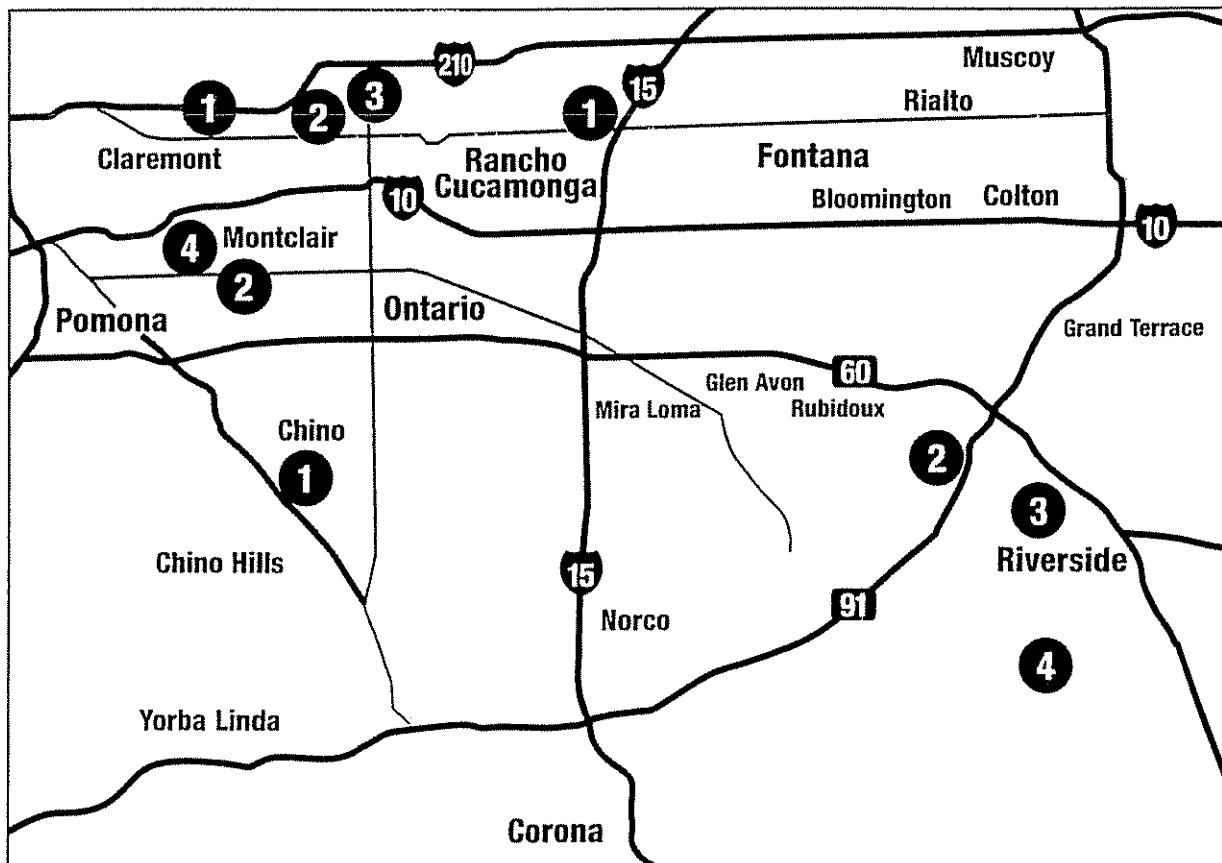 210
Muscoy
15
3
1
2
1
Rialto
Claremont
Rancho
Cucamonga
Fontana
10
Bloomington
Colton
10
4
Montclair
2
Pomona
Ontario
Grand Terrace
60
Glen Avon
Mira Loma
Rubidoux
Chino
1
2
3
Chino Hills
15
Riverside
91
Norco
4
Yorba Linda
Corona